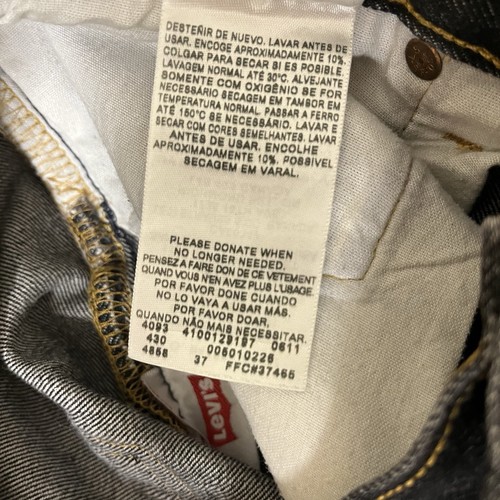 DESTEÑIR DE NUEVO. LAVAR ANTES DE
USAR. ENCOGE APROXIMADAMENTE 10%.
COLGAR PARA SECAR SI ES POSIBLE
LAVAGEM NORMAL ATÉ 30°C. ALVEJANTE
SOMENTE COM OXIGÊNIO SE FOR
NECESSÁRIO SECAGEM EM TAMBOR EM
TEMPERATURA NORMAL. PASSAR A FERRO
ATÉ 150°C SE NECESSÁRIO. LAVAR E
SECAR COM CORES SEMELHANTES. LAVAR
ANTES DE USAR. ENCOLHE
APROXIMADAMENTE 10%. POSSÍVEL
SECAGEM EM VARAL.
PLEASE DONATE WHEN
NO LONGER NEEDED.
PENSEZ À FAIRE DON DE CE VETEMENT
QUAND VOUS N'EN AVEZ PLUS L'USAGE.
POR FAVOR DONE CUANDO
NO LO VAYA A USAR MÁS.
POR FAVOR DOAR,
QUANDO NÃO MAIS NECESSITAR.
4093 4100129197 0611
430 005010226
4858 37 FFC#37465
Levi's